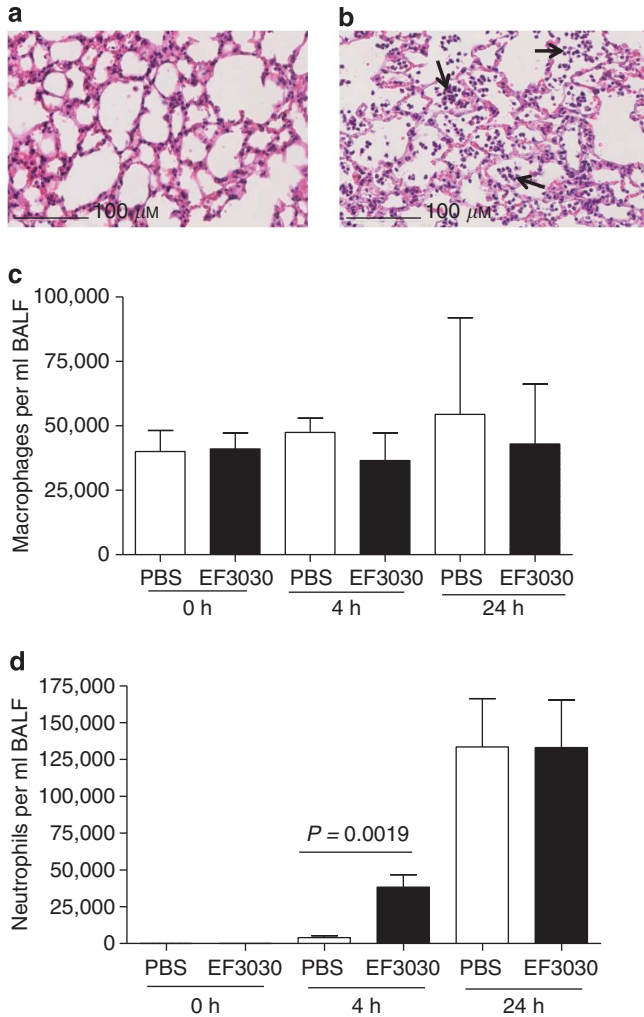 a
b
100 μM
100 μM
c
Macrophages per ml BALF
100,000
75,000
50,000
25,000
0
PBS EF3030 PBS EF3030 PBS EF3030
0 h 4 h 24 h
d
Neutrophils per ml BALF
175,000
150,000
125,000
100,000
75,000
50,000
25,000
0
P = 0.0019
PBS EF3030 PBS EF3030 PBS EF3030
0 h 4 h 24 h